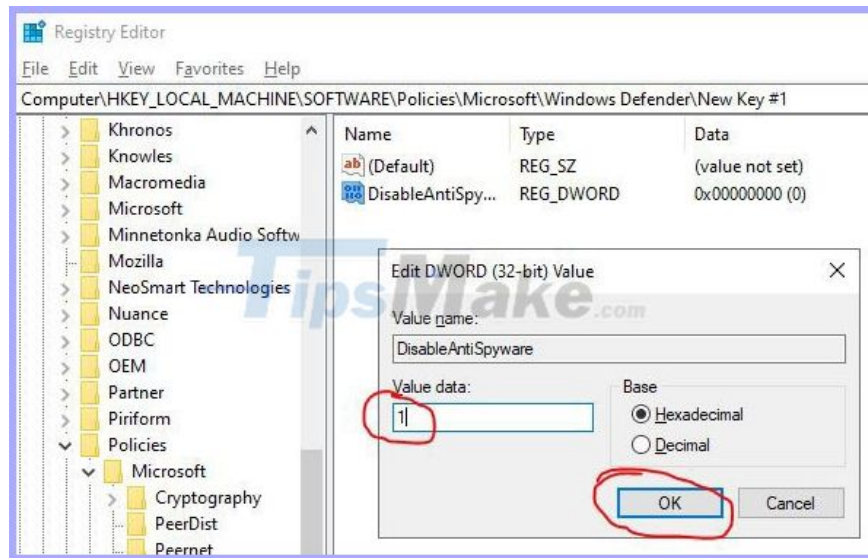 Registry Editor
File Edit View Favorites Help
Computer\HKEY_LOCAL_MACHINE\SOFTWARE\Policies\Microsoft\Windows Defender\New Key #1
Khronos
Knowles
Macromedia
Microsoft
Minnetonka Audio Softw
Mozilla
NeoSmart Technologies
Nuance
ODBC
OEM
Partner
Piriform
Policies
Microsoft
Cryptography
PeerDist
Peernet
Name Type Data
ab (Default) REG_SZ (value not set)
DisableAntiSpy... REG_DWORD 0x00000000 (0)
TipsMake.com
Edit DWORD (32-bit) Value
Value name:
DisableAntiSpyware
Value data:
1
Base
Hexadecimal
Decimal
OK Cancel